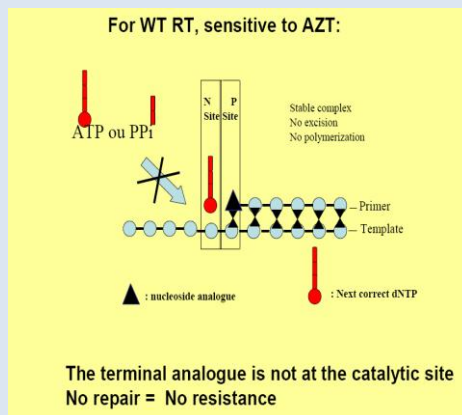 For WT RT, sensitive to AZT:
N P
Site Site
Stable complex
No excision
No polymerization
ATP ou PPi
Primer
Template
: nucleoside analogue
: Next correct dNTP
The terminal analogue is not at the catalytic site
No repair = No resistance